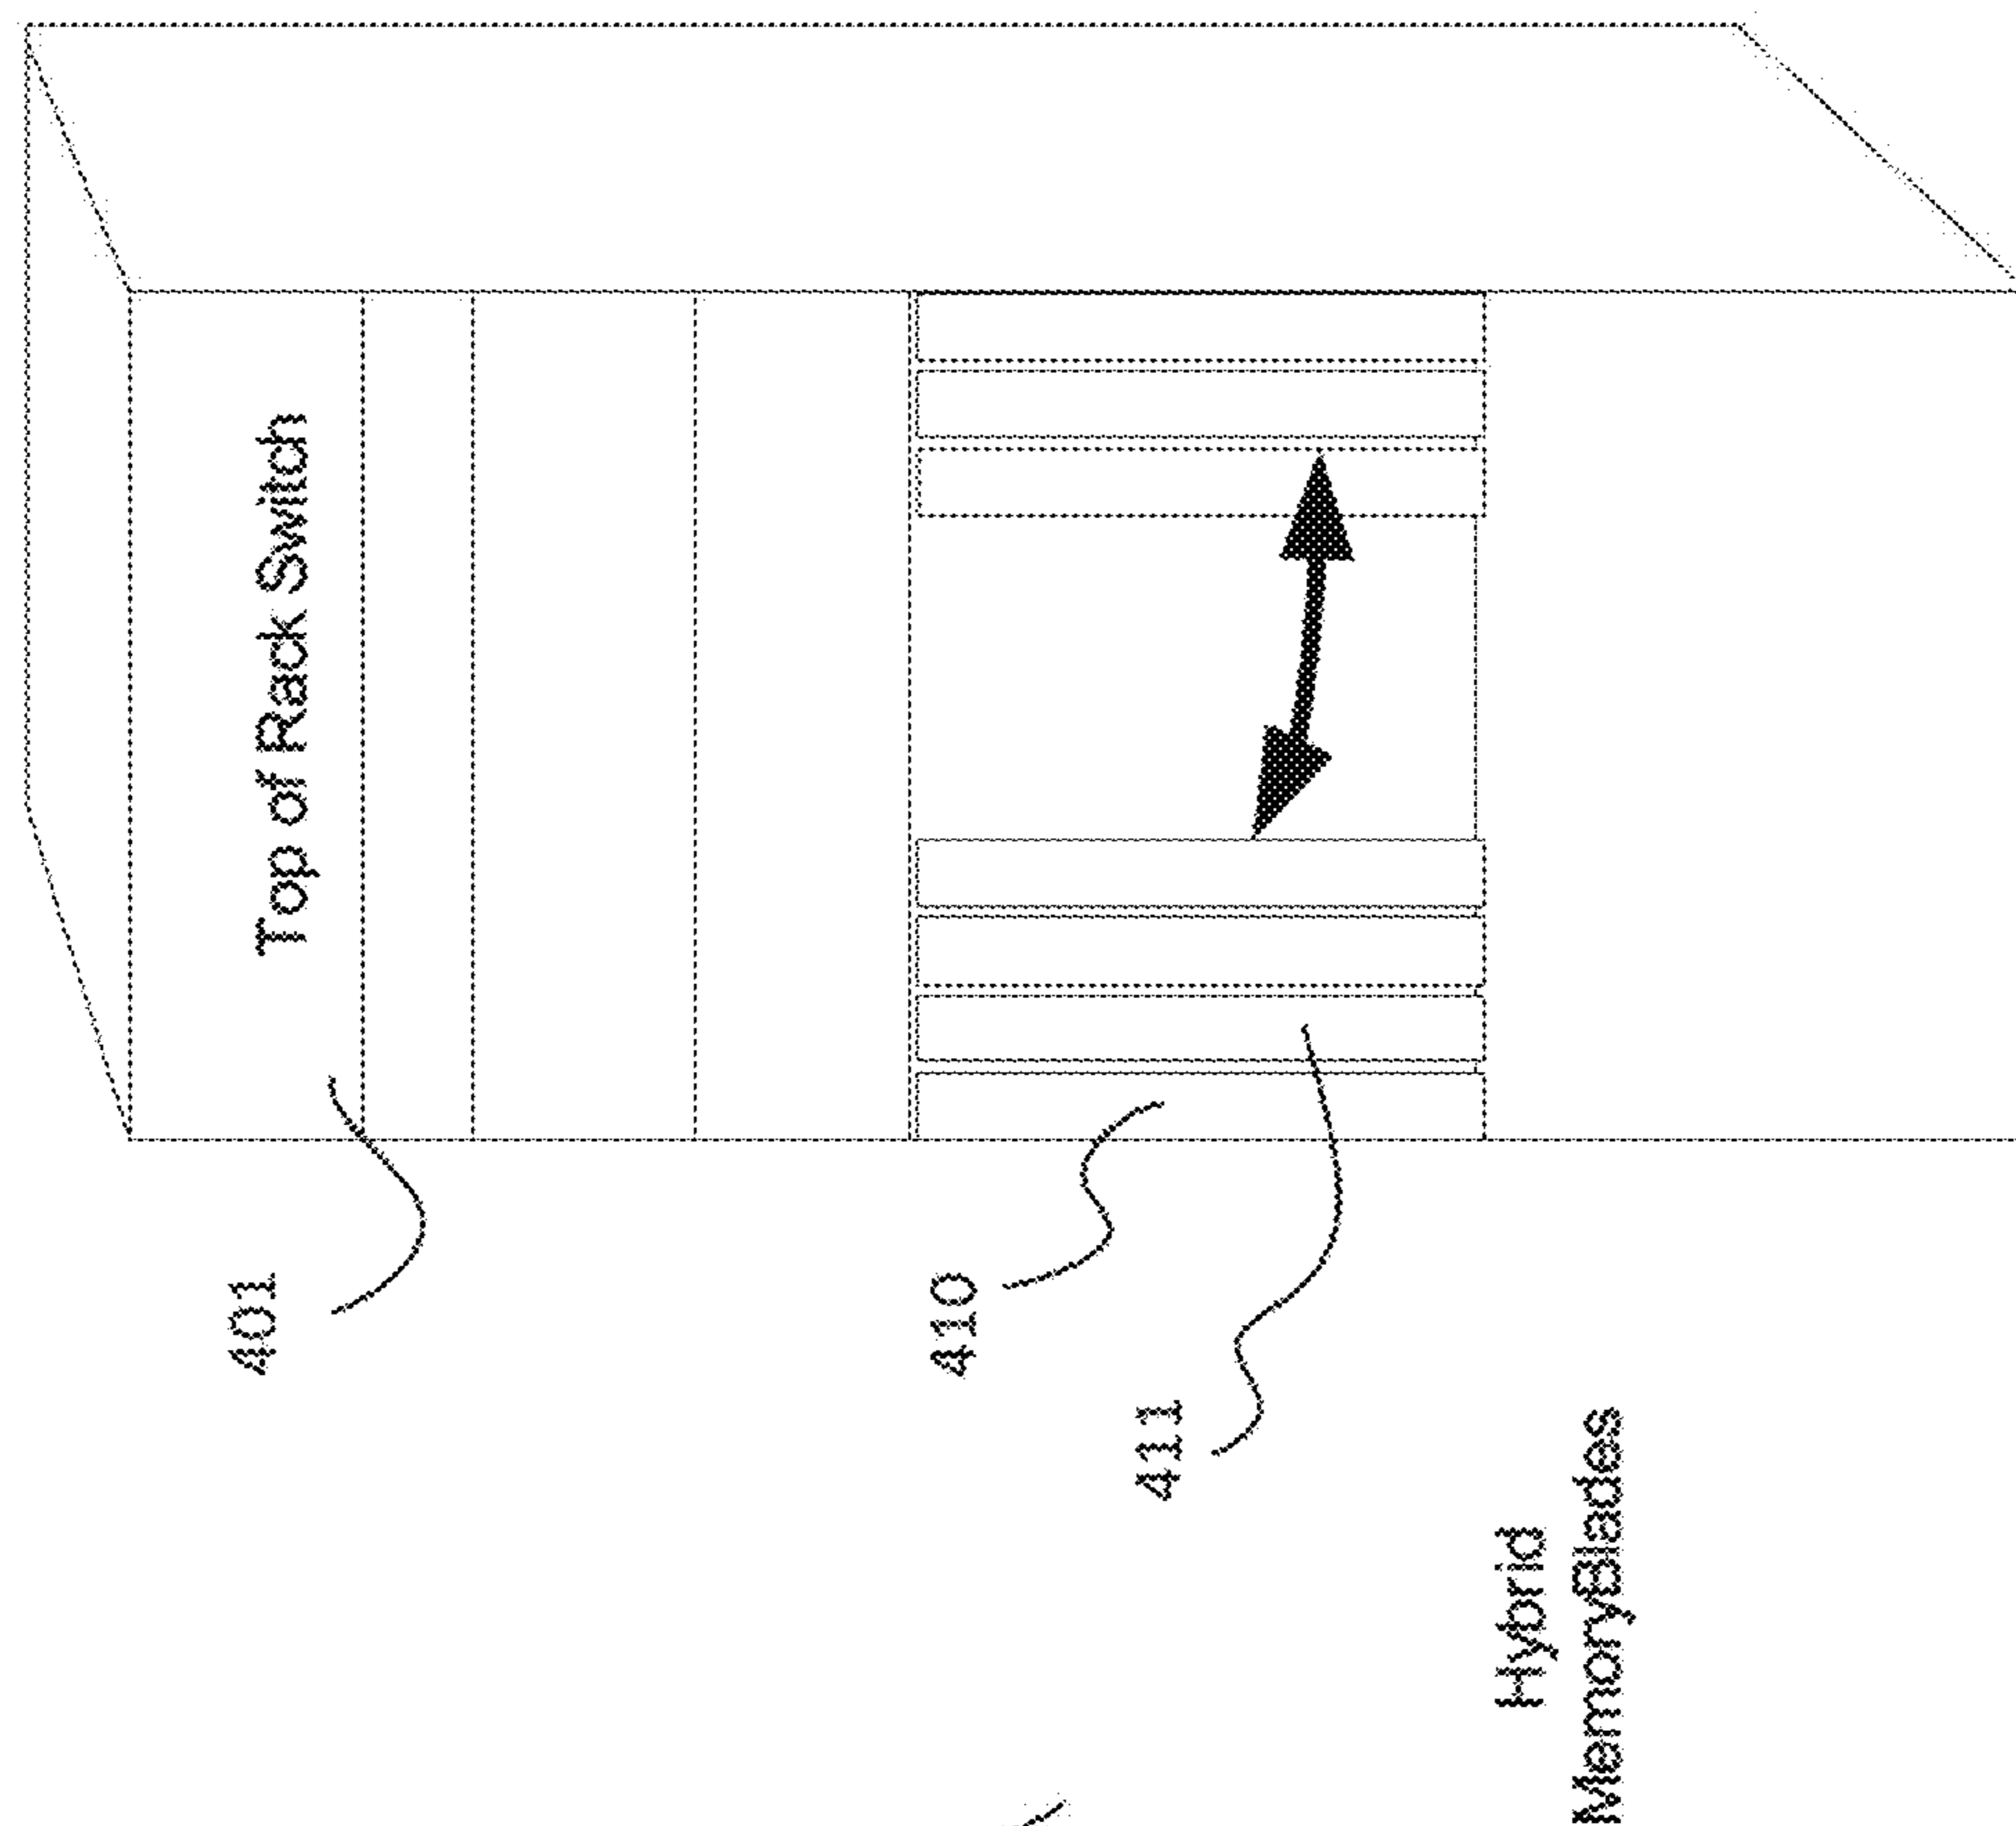 Top of Rack Switch
401
410
411
Hybrid
MemoryBlades